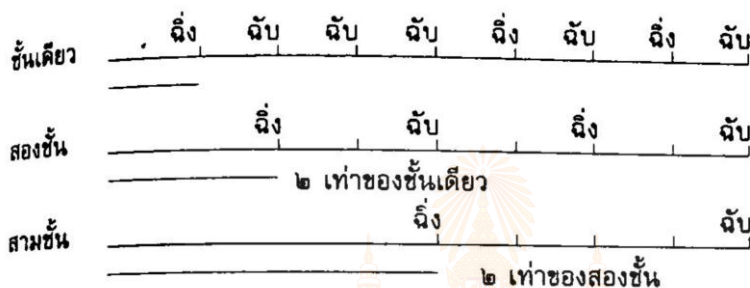 ฉิ่ง ฉับ ฉับ ฉับ ฉิ่ง ฉับ ฉิ่ง ฉับ
ชั้นเดียว
ฉิ่ง ฉับ ฉิ่ง ฉับ
สองชั้น
๒ เท่าของชั้นเดียว
ฉิ่ง ฉับ
สามชั้น
๒ เท่าของสองชั้น